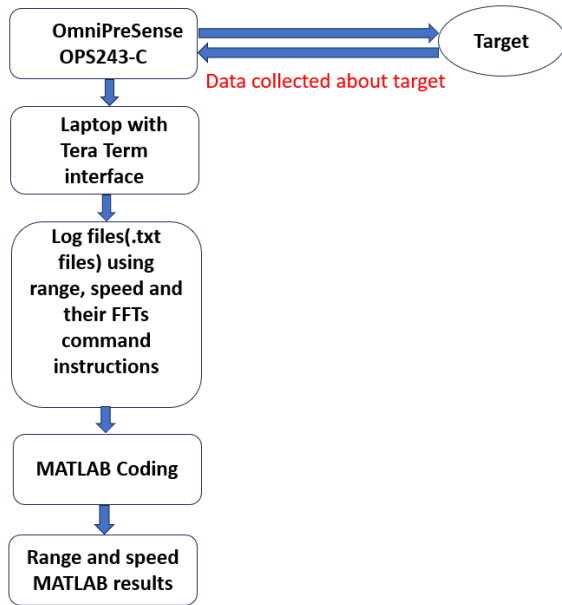 OmniPreSense
OPS243-C
Target
Data collected about target
Laptop with
Tera Term
interface
Log files(.txt
files) using
range, speed and
their FFTs
command
instructions
MATLAB Coding
Range and speed
MATLAB results